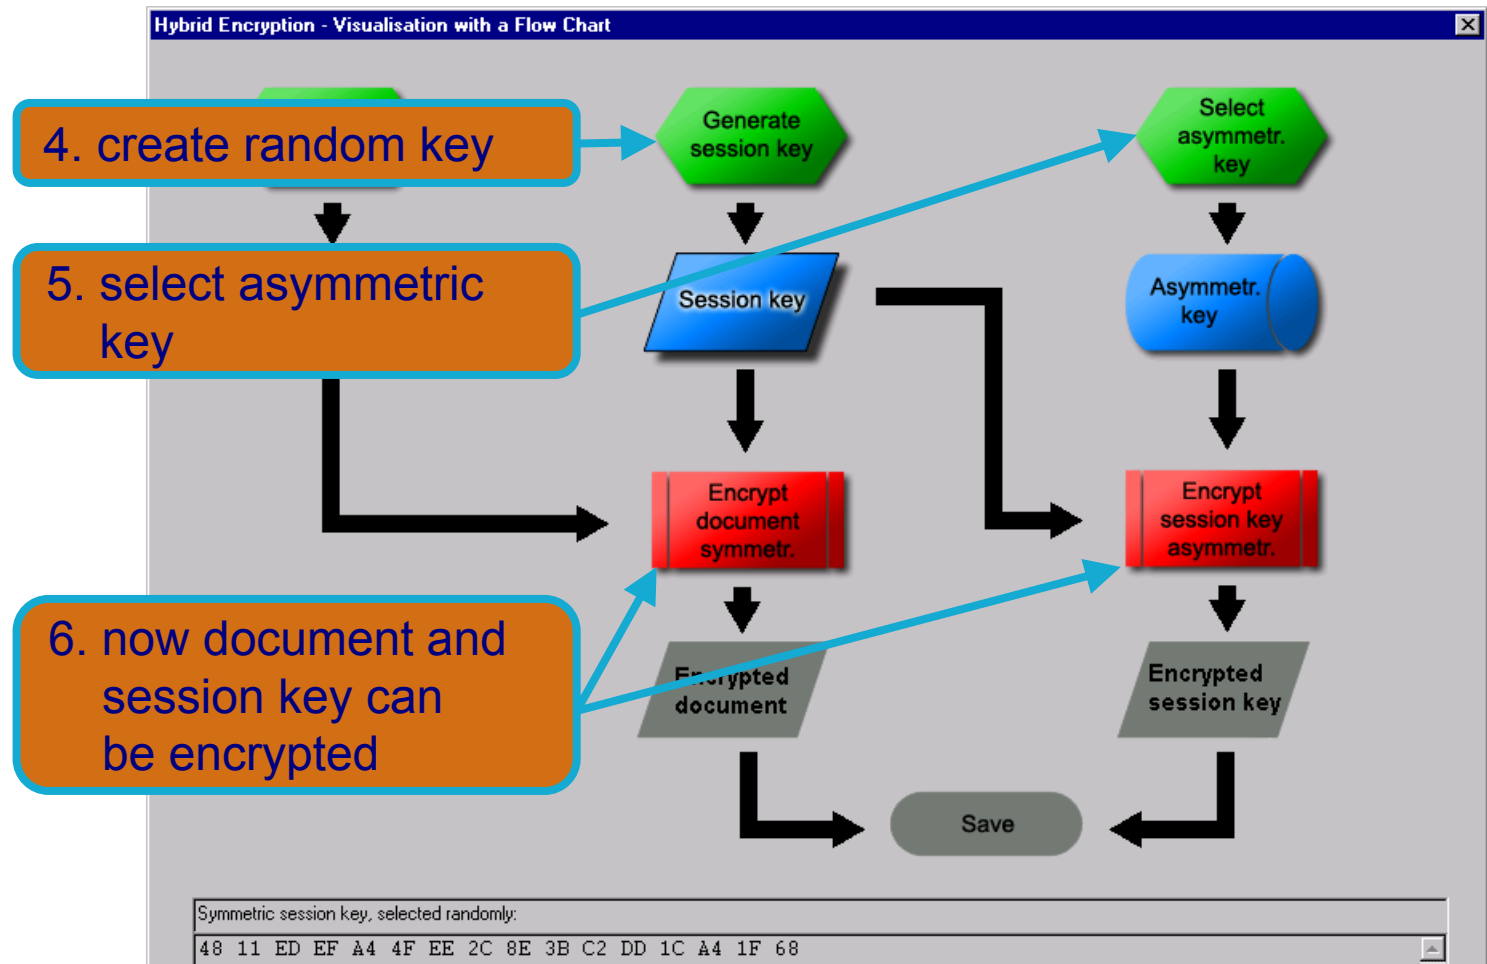 Hybrid Encryption - Visualisation with a Flow Chart
4. create random key
Generate
session key
Select
asymmetr.
key
5. select asymmetric
key
Session key
Asymmetr.
key
Encrypt
document
symmetr.
Encrypt
session key
asymmetr.
6. now document and
session key can
be encrypted
Encrypted
document
Encrypted
session key
Save
Symmetric session key, selected randomly:
48 11 ED EF A4 4F EE 2C 8E 3B C2 DD 1C A4 1F 68